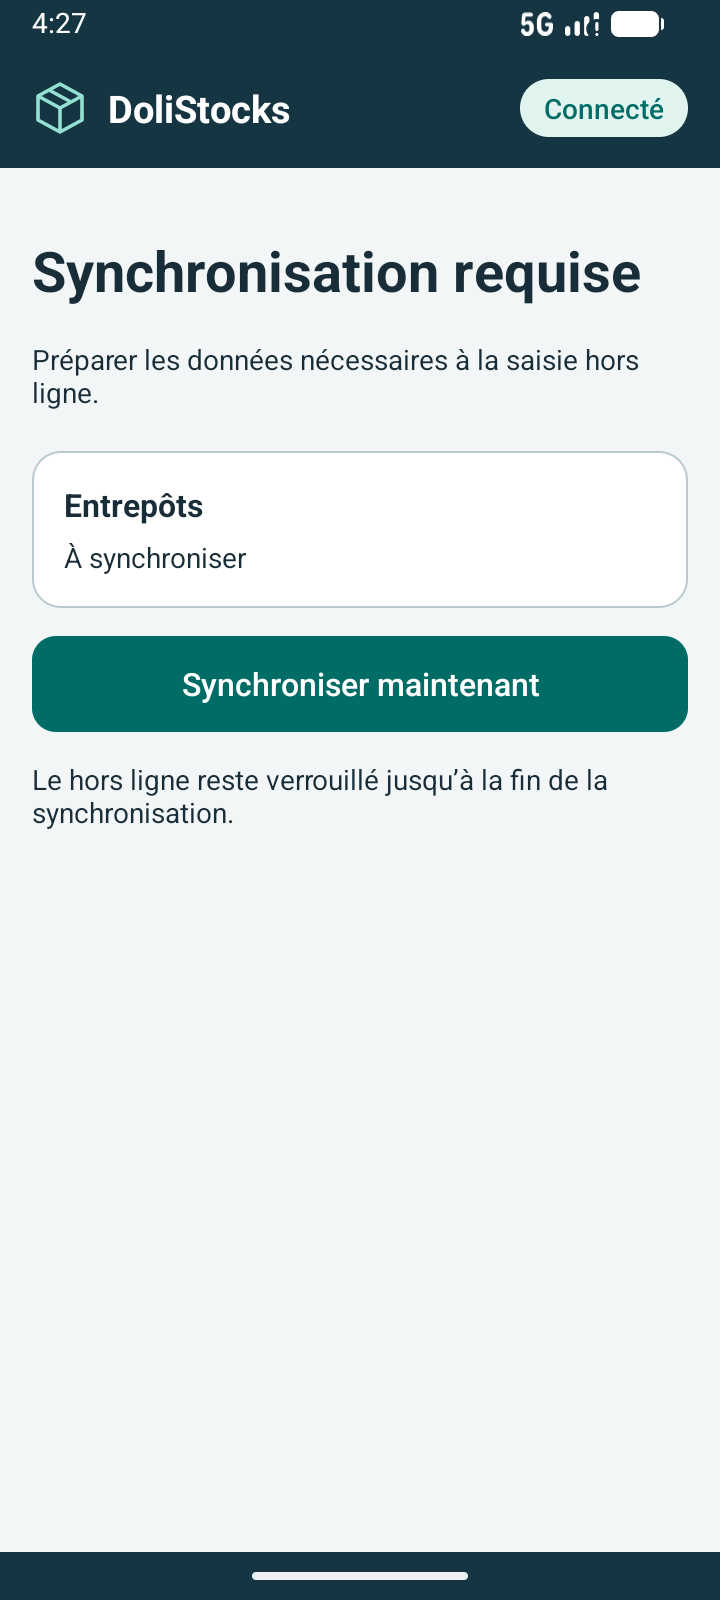 4:27
5G
DoliStocks
Connecté
Synchronisation requise
Préparer les données nécessaires à la saisie hors
ligne.
Entrepôts
À synchroniser
Synchroniser maintenant
Le hors ligne reste verrouillé jusqu’à la fin de la
synchronisation.